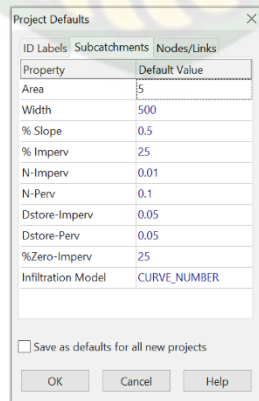 Project Defaults
ID Labels Subcatchments Nodes/Links
Property Default Value
Area 5
Width 500
% Slope 0.5
% Imperv 25
N-Imperv 0.01
N-Perv 0.1
Dstore-Imperv 0.05
Dstore-Perv 0.05
%Zero-Imperv 25
Infiltration Model CURVE_NUMBER
Save as defaults for all new projects
OK Cancel Help